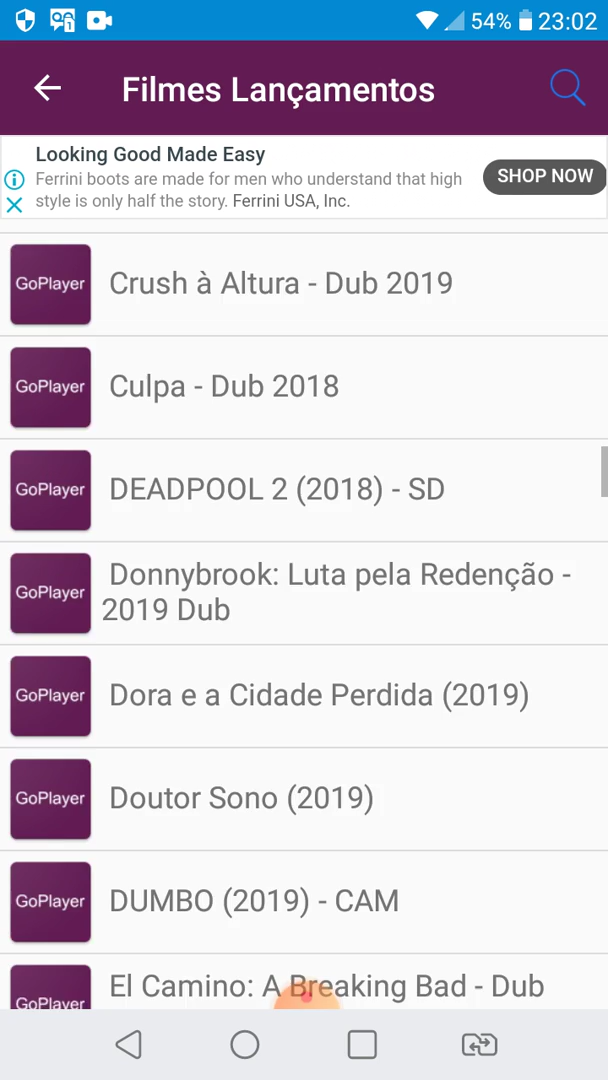 54% 23:02
Filmes Lançamentos
Looking Good Made Easy
Ferrini boots are made for men who understand that high
style is only half the story. Ferrini USA, Inc.
SHOP NOW
GoPlayer Crush à Altura - Dub 2019
GoPlayer Culpa - Dub 2018
GoPlayer DEADPOOL 2 (2018) - SD
GoPlayer Donnybrook: Luta pela Redenção -
2019 Dub
GoPlayer Dora e a Cidade Perdida (2019)
GoPlayer Doutor Sono (2019)
GoPlayer DUMBO (2019) - CAM
GoPlayer El Camino: A Breaking Bad - Dub